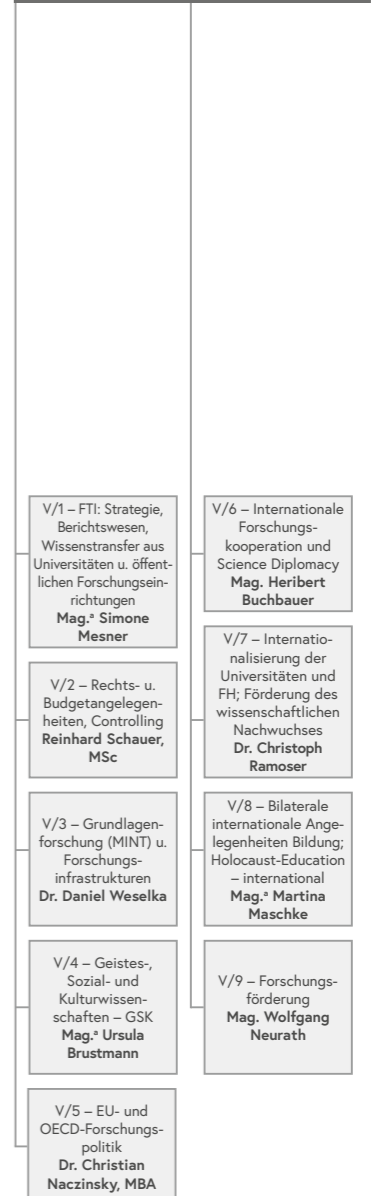 V/1 – FTI: Strategie,
Berichtswesen,
Wissenstransfer aus
Universitäten u. öffent-
lichen Forschungsein-
richtungen
Mag.ᵃ Simone
Mesner
V/2 – Rechts- u.
Budgetangelegen-
heiten, Controlling
Reinhard Schauer,
MSc
V/3 – Grundlagen-
forschung (MINT) u.
Forschungs-
infrastrukturen
Dr. Daniel Weselka
V/4 – Geistes-,
Sozial- und
Kulturwissen-
schaften – GSK
Mag.ᵃ Ursula
Brustmann
V/5 – EU- und
OECD-Forschungs-
politik
Dr. Christian
Naczinsky, MBA
V/6 – Internationale
Forschungs-
kooperation und
Science Diplomacy
Mag. Heribert
Buchbauer
V/7 – Internatio-
nalisierung der
Universitäten und
FH; Förderung des
wissenschaftlichen
Nachwuchses
Dr. Christoph
Ramoser
V/8 – Bilaterale
internationale Ange-
legenheiten Bildung;
Holocaust-Education
– international
Mag.ᵃ Martina
Maschke
V/9 – Forschungs-
förderung
Mag. Wolfgang
Neurath